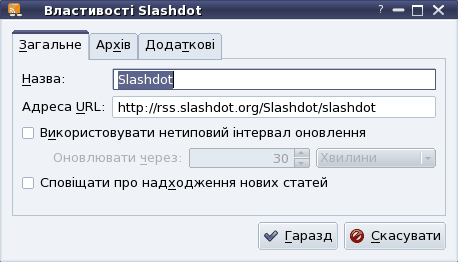 Властивості Slashdot
Загальне Архів Додаткові
Назва: Slashdot
Адреса URL: http://rss.slashdot.org/Slashdot/slashdot
Використовувати нетиповий інтервал оновлення
Оновлювати через: 30 Хвилини
Сповіщати про надходження нових статей
Гаразд Скасувати